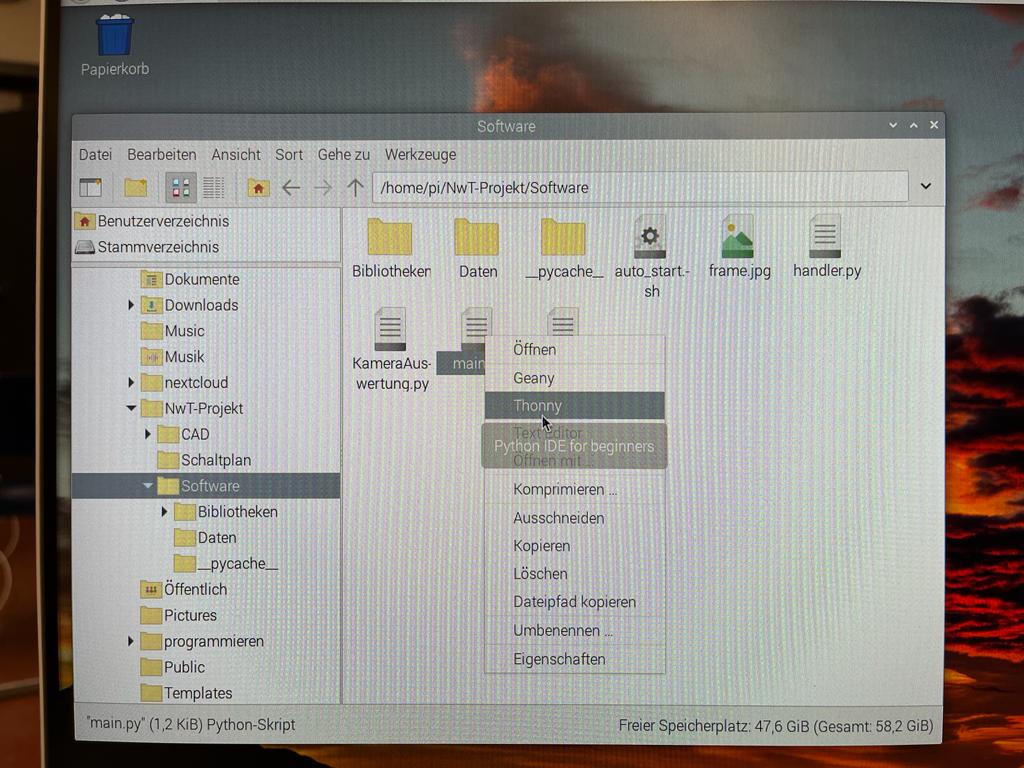 Papierkorb
Software
Datei Bearbeiten Ansicht Sort Gehe zu Werkzeuge
/home/pi/NwT-Projekt/Software
Benutzerverzeichnis
Stammverzeichnis
Dokumente
Downloads
Music
Musik
nextcloud
NwT-Projekt
CAD
Schaltplan
Software
Bibliotheken
Daten
__pycache__
Öffentlich
Pictures
programmieren
Public
Templates
Bibliotheken Daten __pycache__ auto_start.-
sh
frame.jpg handler.py
KameraAus-
wertung.py
main
Öffnen
Geany
Thonny
Text Editor
Python IDE for beginners
Öffnen mit ...
Komprimieren ...
Ausschneiden
Kopieren
Löschen
Dateipfad kopieren
Umbenennen ...
Eigenschaften
"main.py" (1,2 KiB) Python-Skript
Freier Speicherplatz: 47,6 GiB (Gesamt: 58,2 GiB)